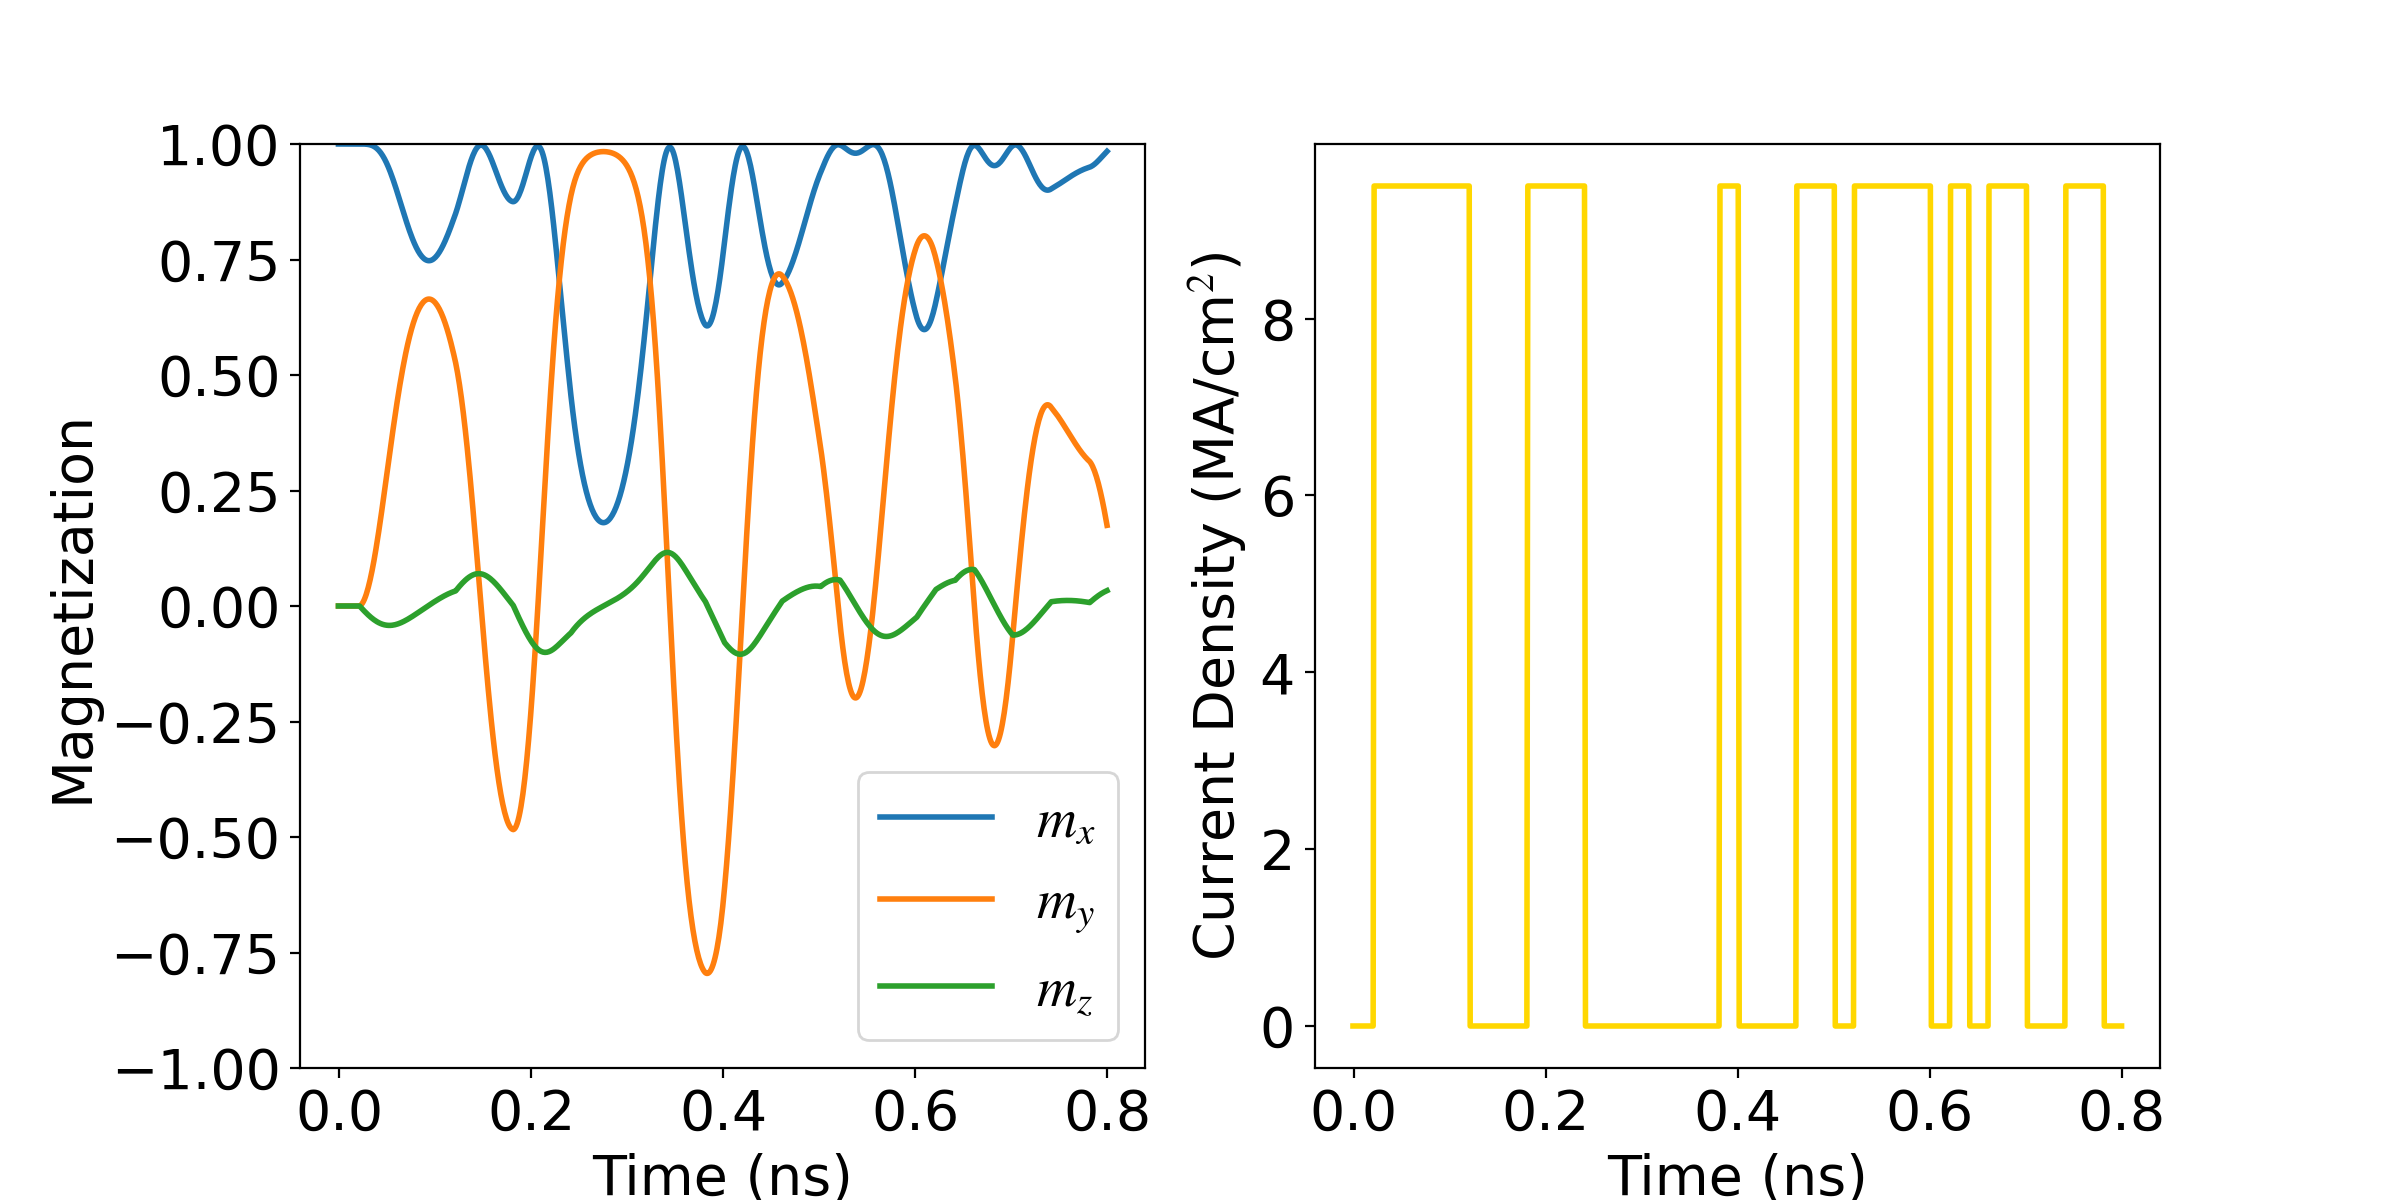 1.00
0.75
0.50
0.25
0.00
−0.25
−0.50
−0.75
−1.00
Magnetization
0.0 0.2 0.4 0.6 0.8
Time (ns)
m_x
m_y
m_z
8
6
4
2
0
Current Density (MA/cm²)
0.0 0.2 0.4 0.6 0.8
Time (ns)